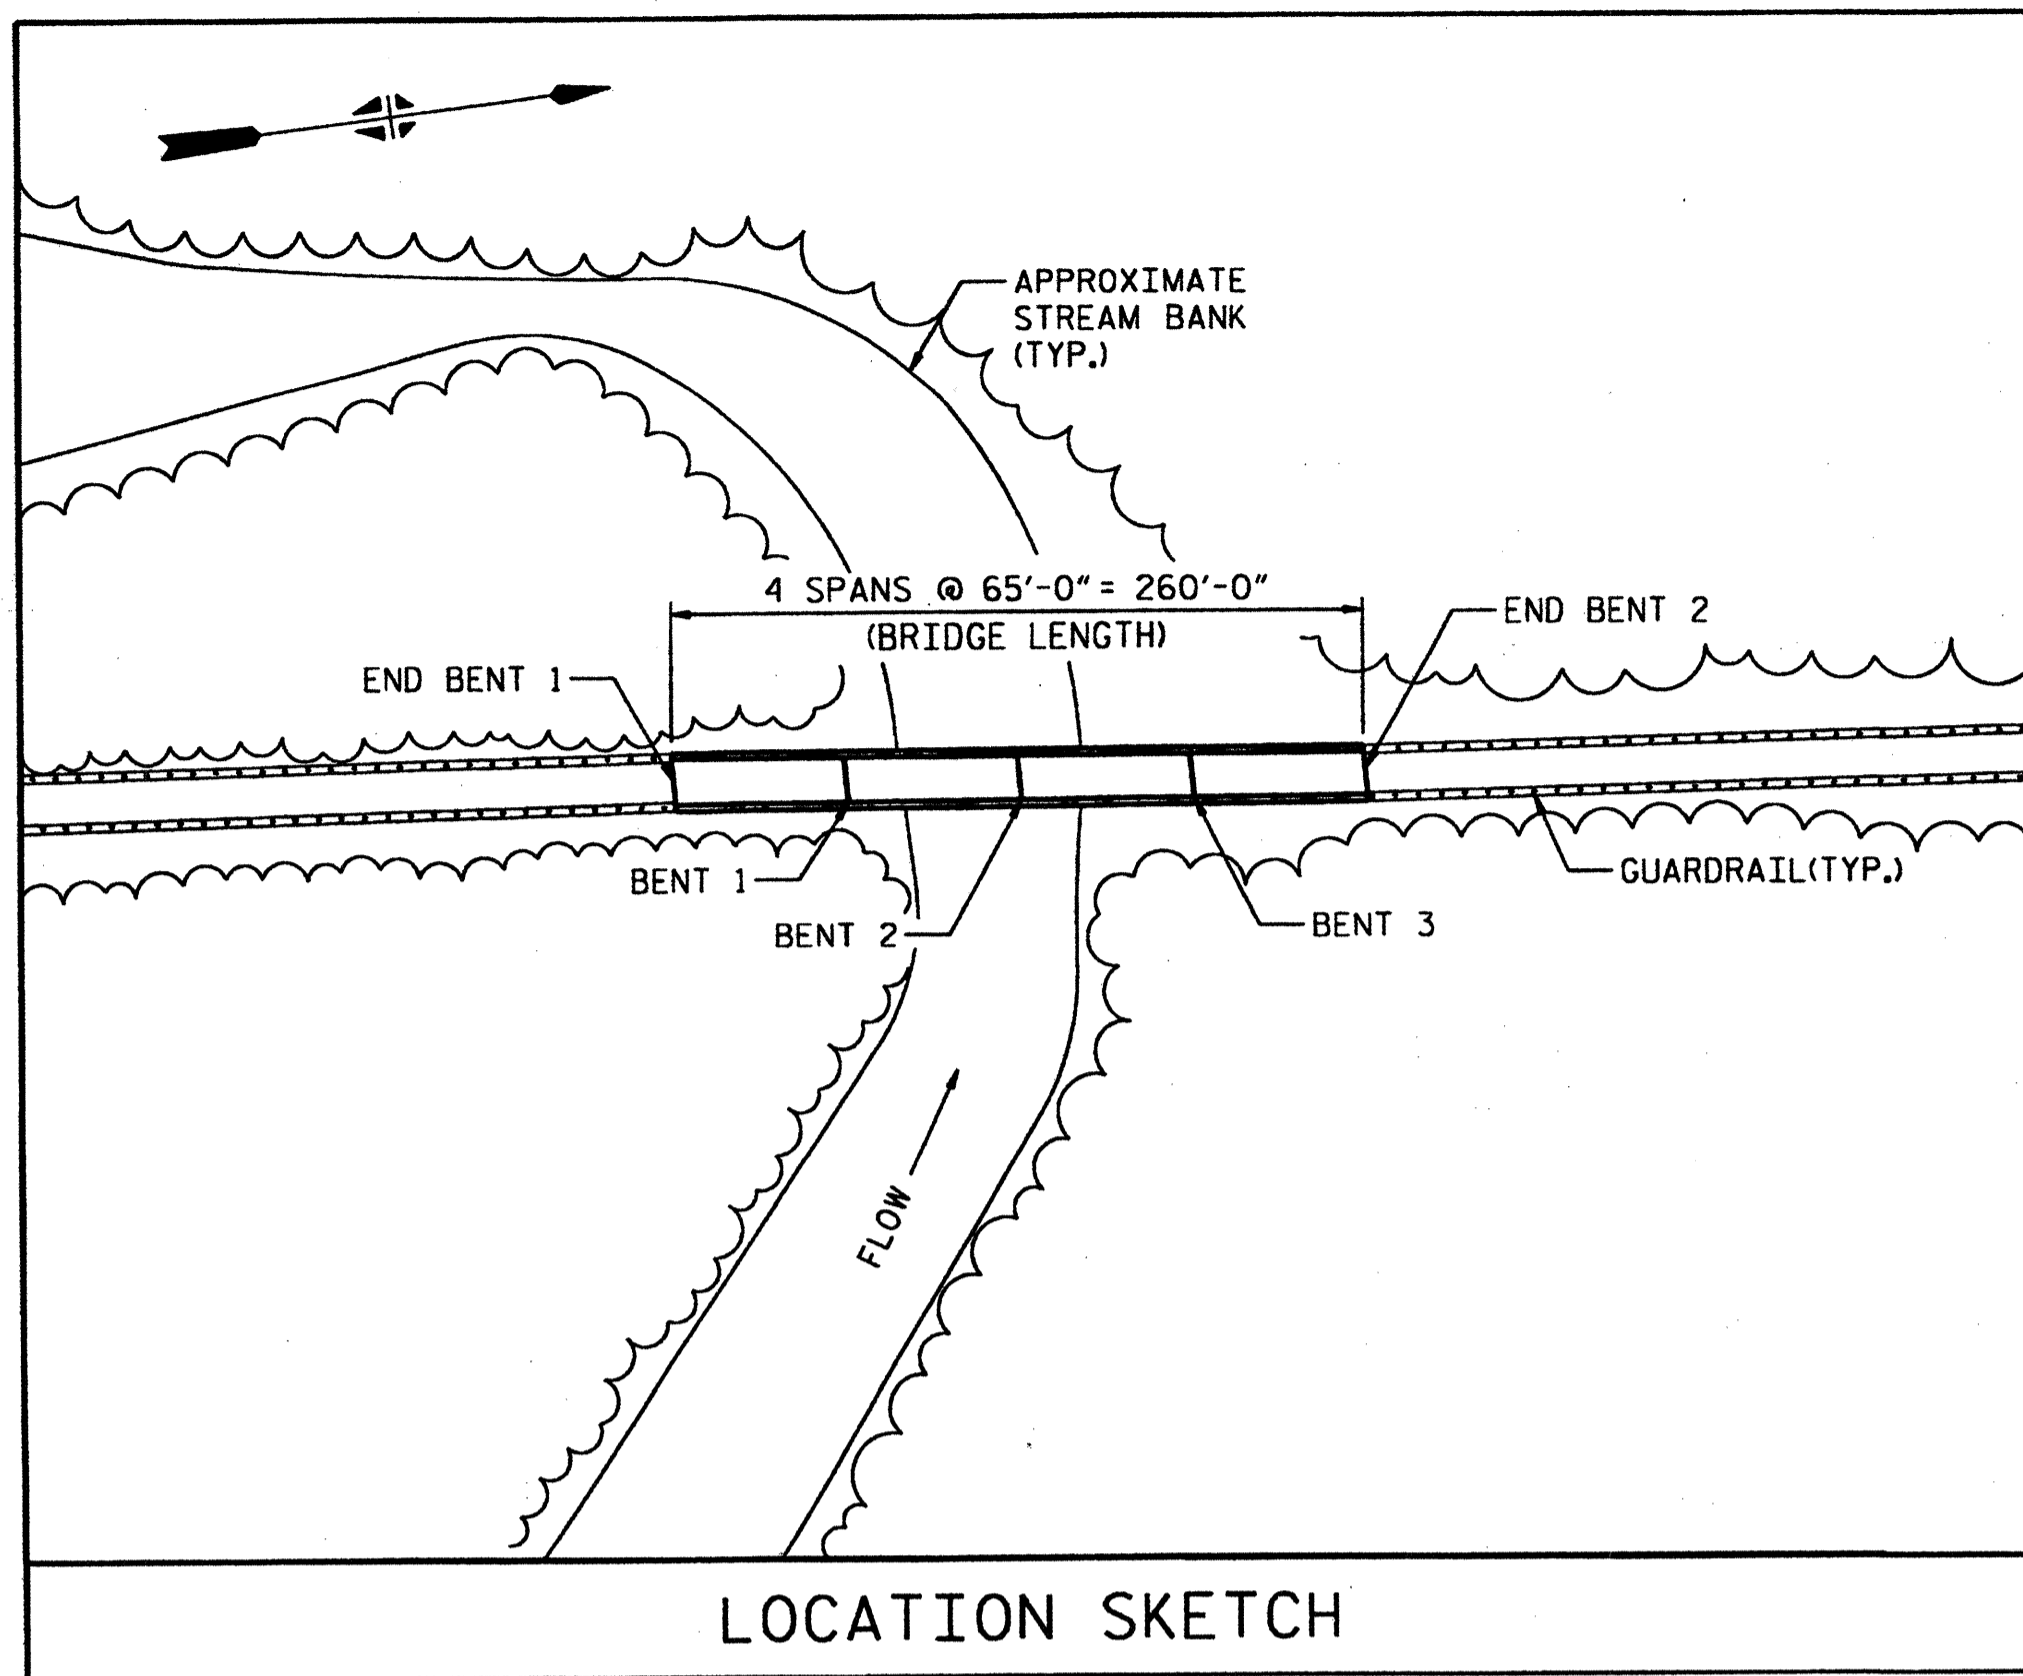 APPROXIMATE
STREAM BANK
(TYP.)
4 SPANS @ 65'-0" = 260'-0"
(BRIDGE LENGTH)
END BENT 2
END BENT 1
BENT 1
GUARDRAIL(TYP.)
BENT 2
BENT 3
FLOW
LOCATION SKETCH